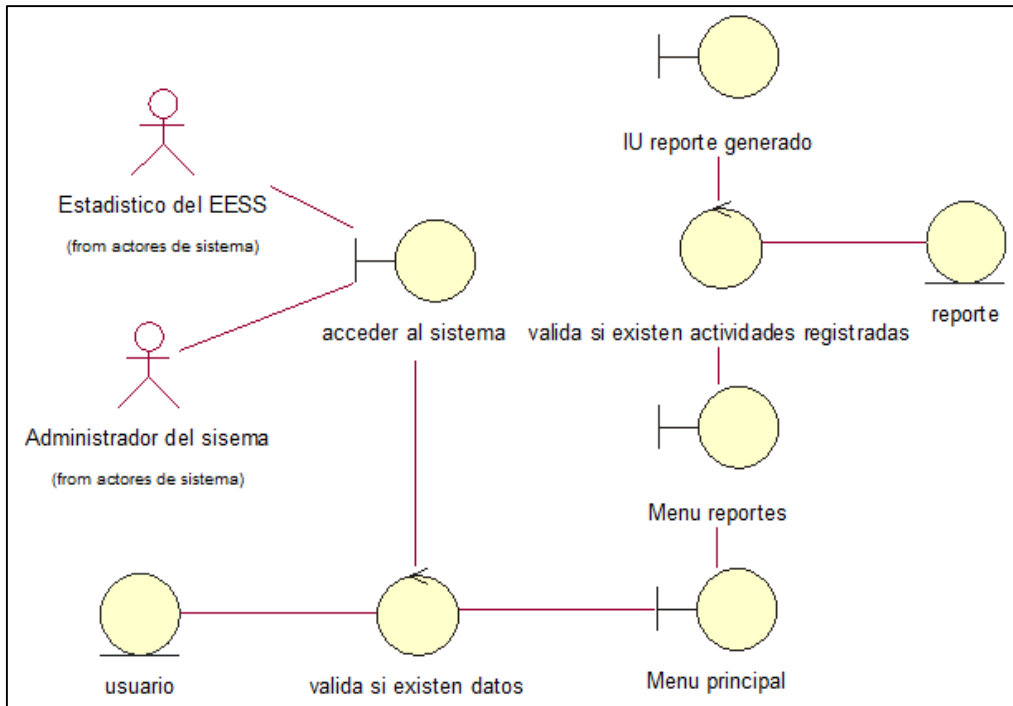 IU reporte generado
Estadistico del EESS
(from actores de sistema)
acceder al sistema
valida si existen actividades registradas
reporte
Administrador del sisema
(from actores de sistema)
Menu reportes
usuario
valida si existen datos
Menu principal